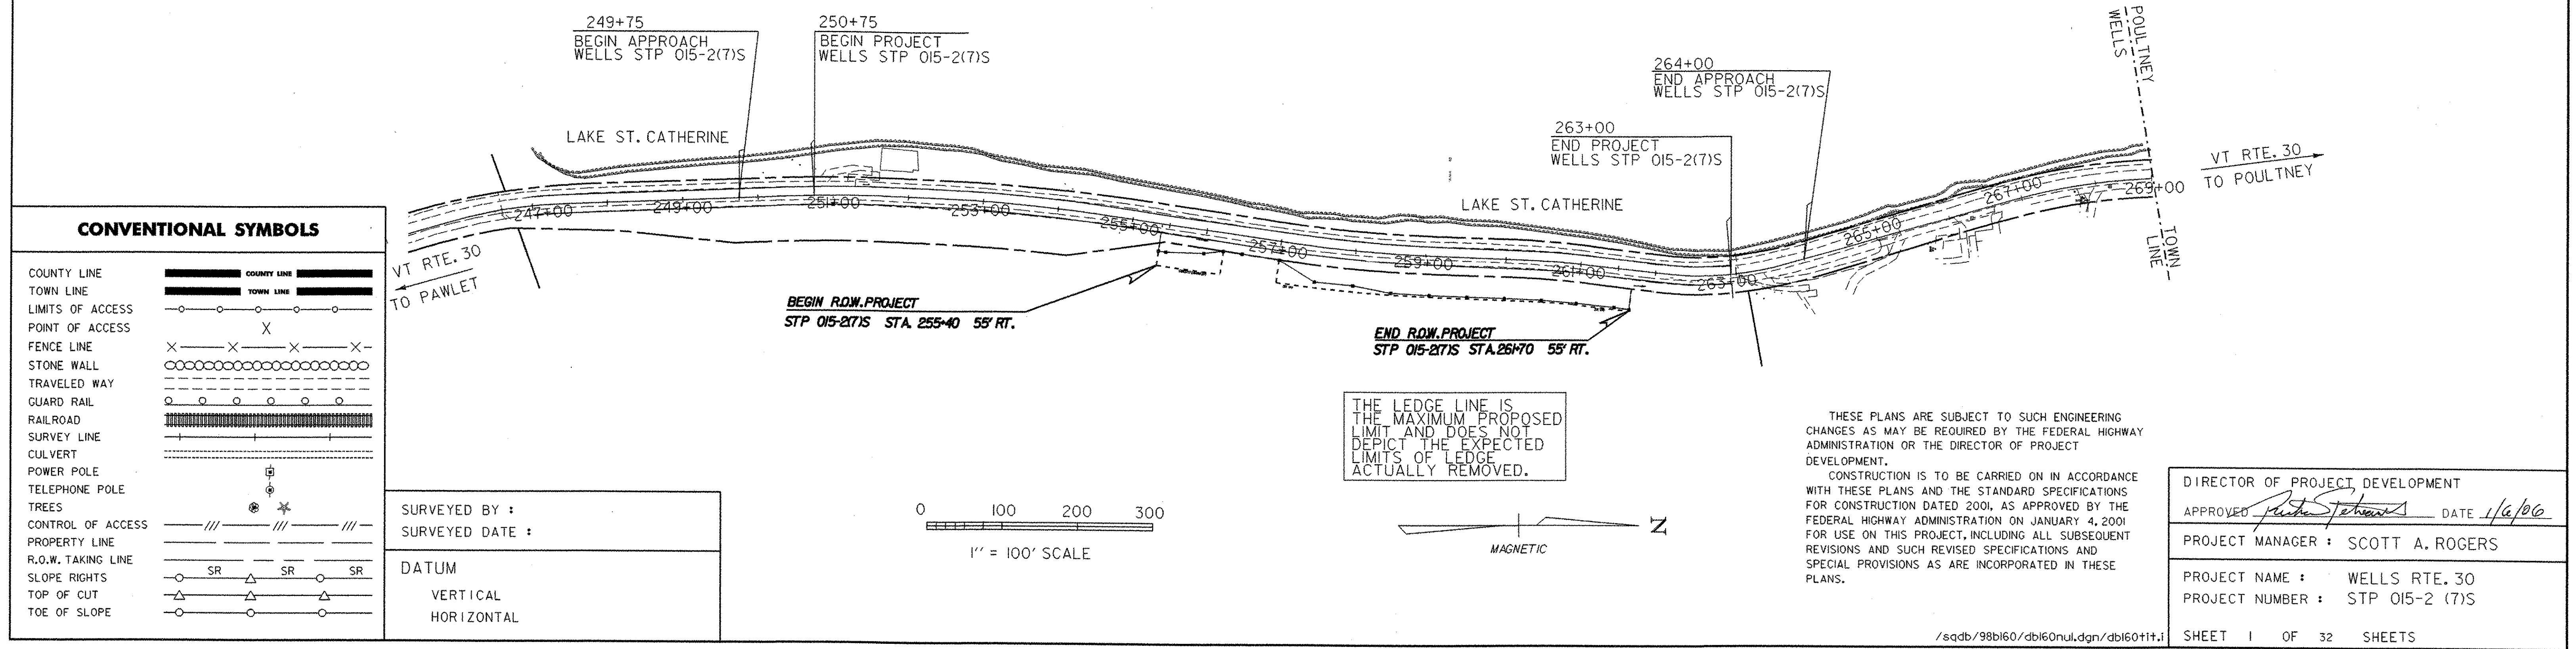 249+75
BEGIN APPROACH
WELLS STP 015-2(7)S
250+75
BEGIN PROJECT
WELLS STP 015-2(7)S
264+00
END APPROACH
WELLS STP 015-2(7)S
263+00
END PROJECT
WELLS STP 015-2(7)S
POULTNEY
WELLS
TOWN
LINE
LAKE ST. CATHERINE
LAKE ST. CATHERINE
VT RTE. 30
TO POULTNEY
VT RTE. 30
TO PAWLET
247+00
249+00
251+00
253+00
255+00
257+00
259+00
261+00
263+00
265+00
267+00
269+00
BEGIN R.O.W. PROJECT
STP 015-2(7)S STA. 255+40 55' RT.
END R.O.W. PROJECT
STP 015-2(7)S STA. 261+70 55' RT.
CONVENTIONAL SYMBOLS
COUNTY LINE COUNTY LINE
TOWN LINE TOWN LINE
LIMITS OF ACCESS
POINT OF ACCESS
FENCE LINE
STONE WALL
TRAVELED WAY
GUARD RAIL
RAILROAD
SURVEY LINE
CULVERT
POWER POLE
TELEPHONE POLE
TREES
CONTROL OF ACCESS
PROPERTY LINE
R.O.W. TAKING LINE
SLOPE RIGHTS SR SR SR
TOP OF CUT
TOE OF SLOPE
SURVEYED BY :
SURVEYED DATE :
DATUM
VERTICAL
HORIZONTAL
0 100 200 300
1'' = 100' SCALE
THE LEDGE LINE IS
THE MAXIMUM PROPOSED
LIMIT AND DOES NOT
DEPICT THE EXPECTED
LIMITS OF LEDGE
ACTUALLY REMOVED.
N
MAGNETIC
THESE PLANS ARE SUBJECT TO SUCH ENGINEERING
CHANGES AS MAY BE REQUIRED BY THE FEDERAL HIGHWAY
ADMINISTRATION OR THE DIRECTOR OF PROJECT
DEVELOPMENT.
CONSTRUCTION IS TO BE CARRIED ON IN ACCORDANCE
WITH THESE PLANS AND THE STANDARD SPECIFICATIONS
FOR CONSTRUCTION DATED 2001, AS APPROVED BY THE
FEDERAL HIGHWAY ADMINISTRATION ON JANUARY 4, 2001
FOR USE ON THIS PROJECT, INCLUDING ALL SUBSEQUENT
REVISIONS AND SUCH REVISED SPECIFICATIONS AND
SPECIAL PROVISIONS AS ARE INCORPORATED IN THESE
PLANS.
/sqdb/98b160/db160nul.dgn/db160tit.i
DIRECTOR OF PROJECT DEVELOPMENT
APPROVED DATE 1/6/06
PROJECT MANAGER : SCOTT A. ROGERS
PROJECT NAME : WELLS RTE. 30
PROJECT NUMBER : STP 015-2 (7)S
SHEET 1 OF 32 SHEETS